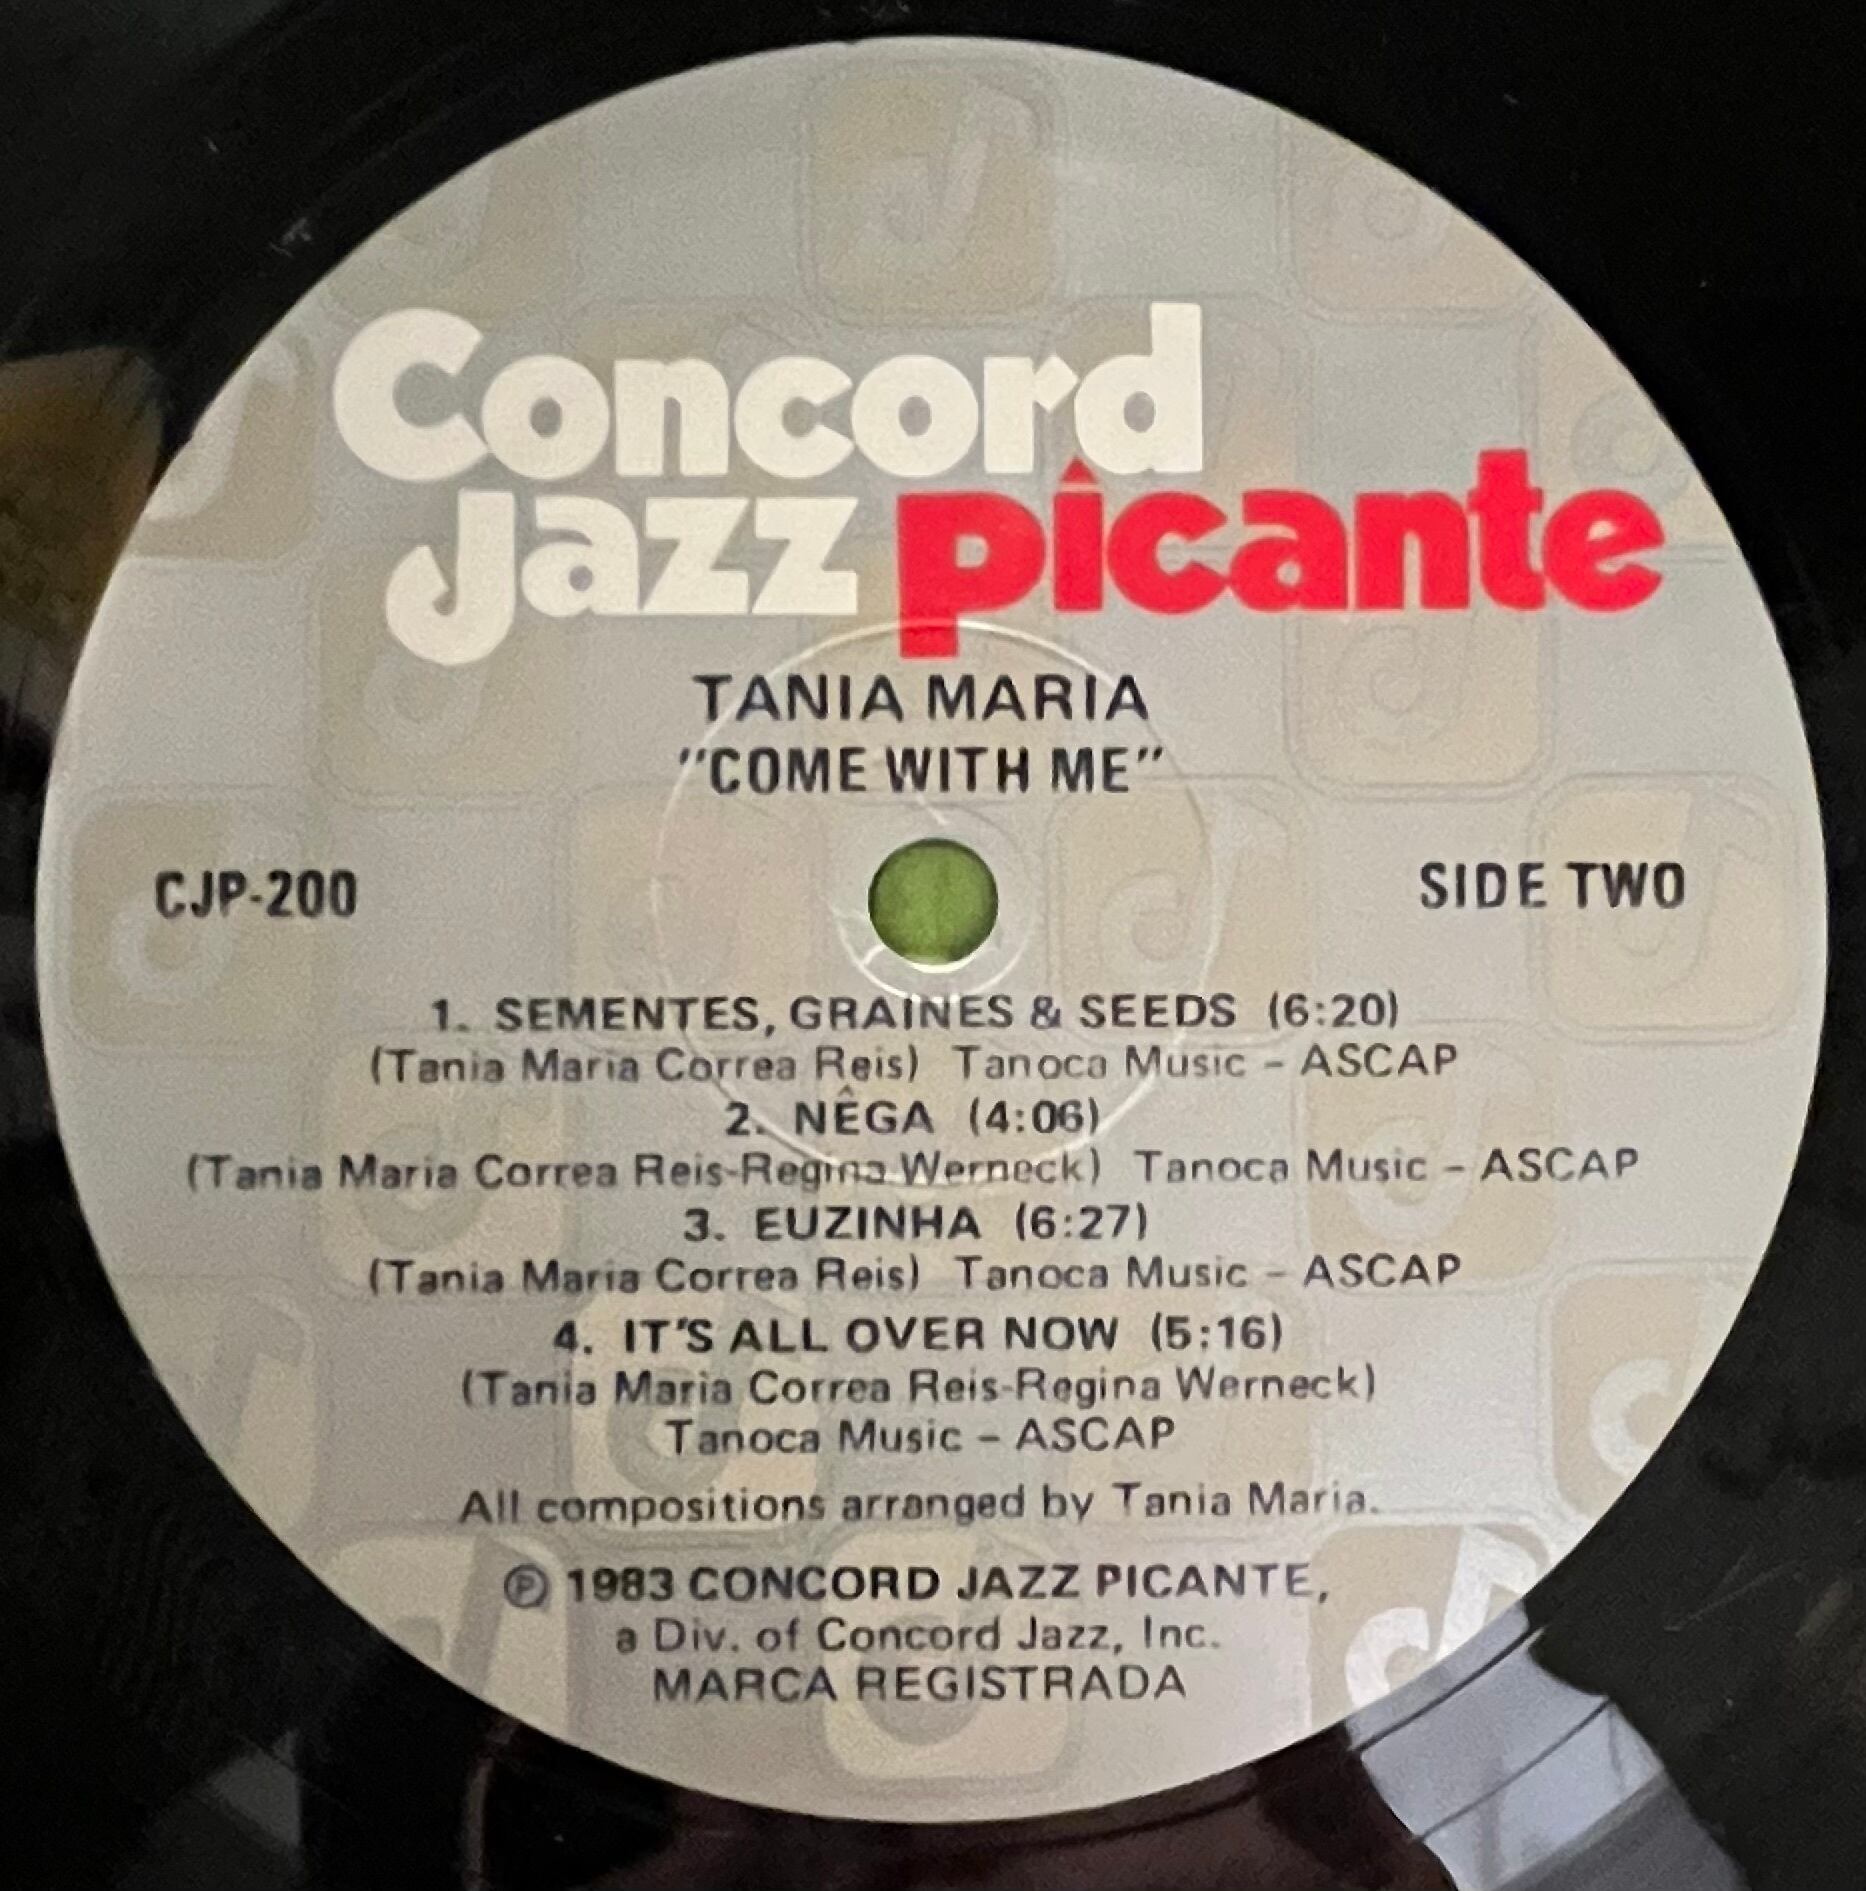 Concord
Jazz picante
TANIA MARIA
"COME WITH ME"
CJP-200
SIDE TWO
1. SEMENTES, GRAINES & SEEDS (6:20)
(Tania Maria Correa Reis) Tanoca Music – ASCAP
2. NÊGA (4:06)
(Tania Maria Correa Reis-Regina Werneck) Tanoca Music – ASCAP
3. EUZINHA (6:27)
(Tania Maria Correa Reis) Tanoca Music – ASCAP
4. IT'S ALL OVER NOW (5:16)
(Tania Maria Correa Reis-Regina Werneck)
Tanoca Music – ASCAP
All compositions arranged by Tania Maria.
℗ 1983 CONCORD JAZZ PICANTE,
a Div. of Concord Jazz, Inc.
MARCA REGISTRADA